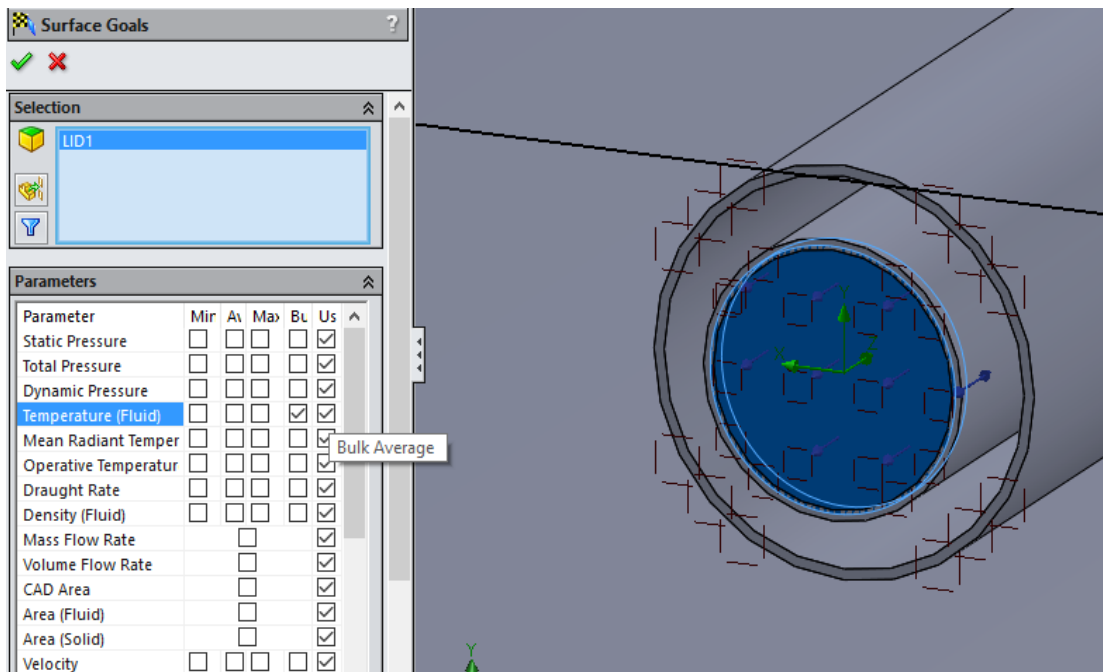 Surface Goals ?
Selection
LID1
Parameters
Parameter Mir Av Max Bu Us
Static Pressure
Total Pressure
Dynamic Pressure
Temperature (Fluid)
Mean Radiant Temper
Bulk Average
Operative Temperatur
Draught Rate
Density (Fluid)
Mass Flow Rate
Volume Flow Rate
CAD Area
Area (Fluid)
Area (Solid)
Velocity
Y
X
Z
Y